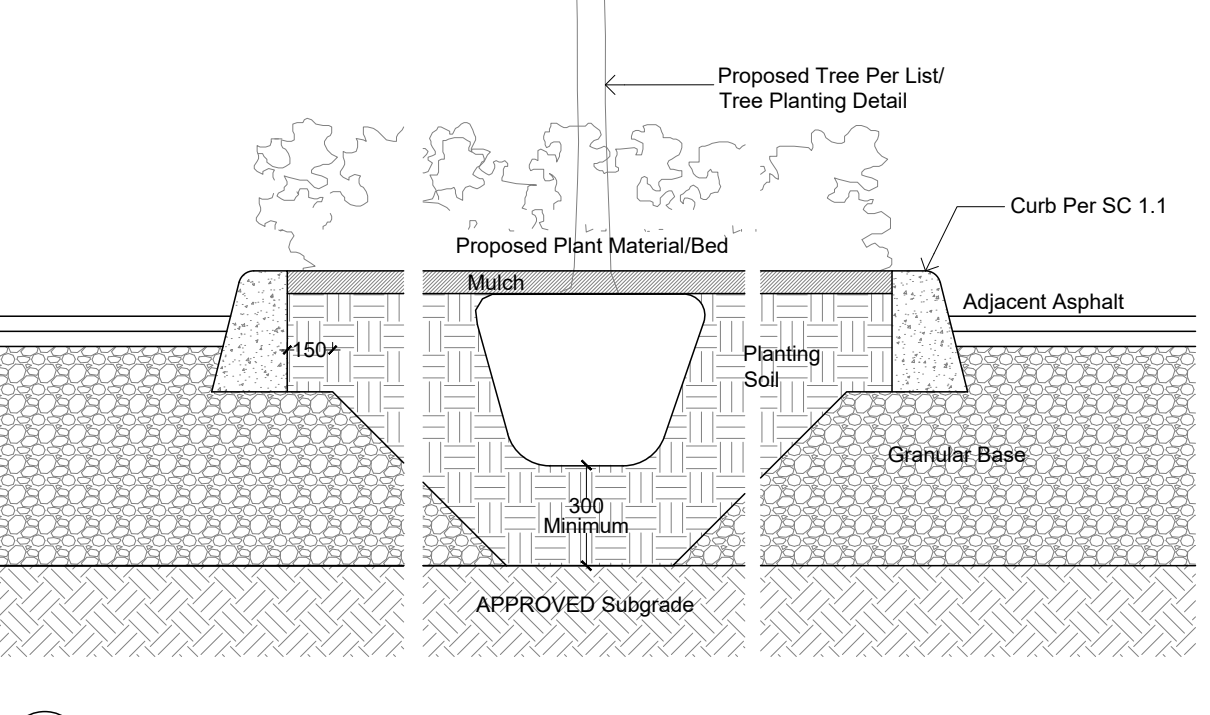 Proposed Tree Per List/
Tree Planting Detail
Curb Per SC 1.1
Proposed Plant Material/Bed
Mulch
Adjacent Asphalt
150
Planting
Soil
Granular Base
300
Minimum
APPROVED Subgrade